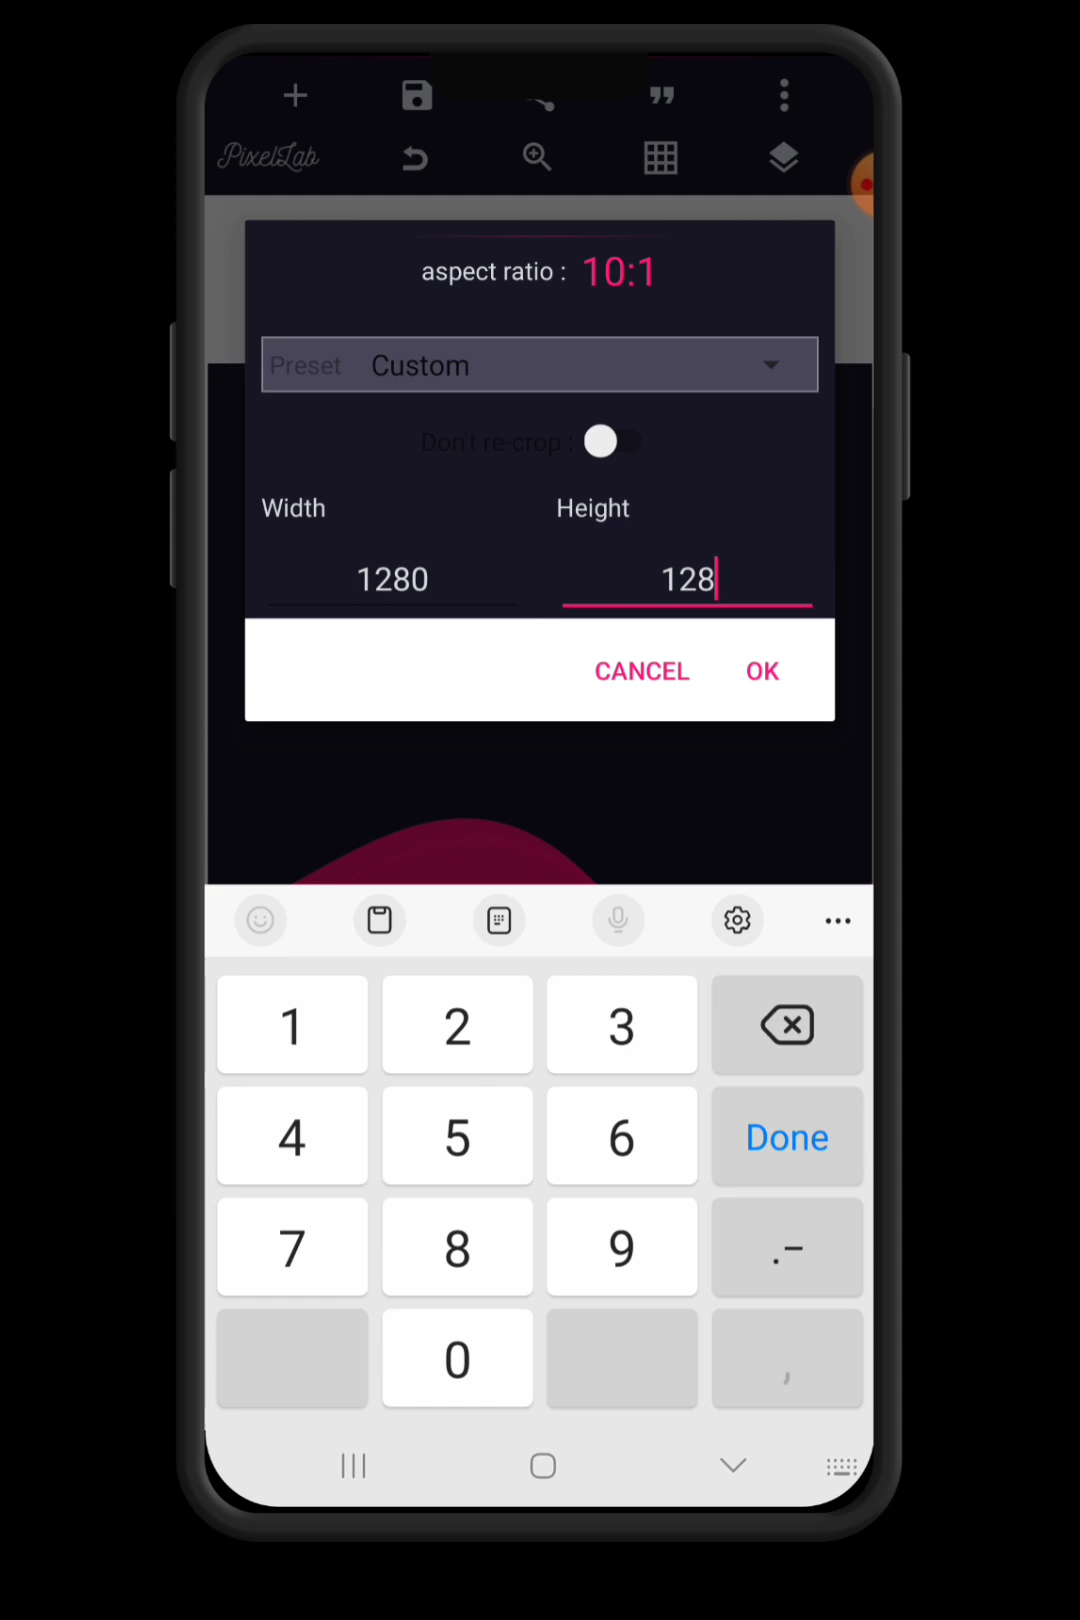 PixelLab
aspect ratio : 10:1
Preset Custom
Don't re-crop :
Width Height
1280 128
CANCEL OK
1 2 3
4 5 6 Done
7 8 9 .-
0 ,